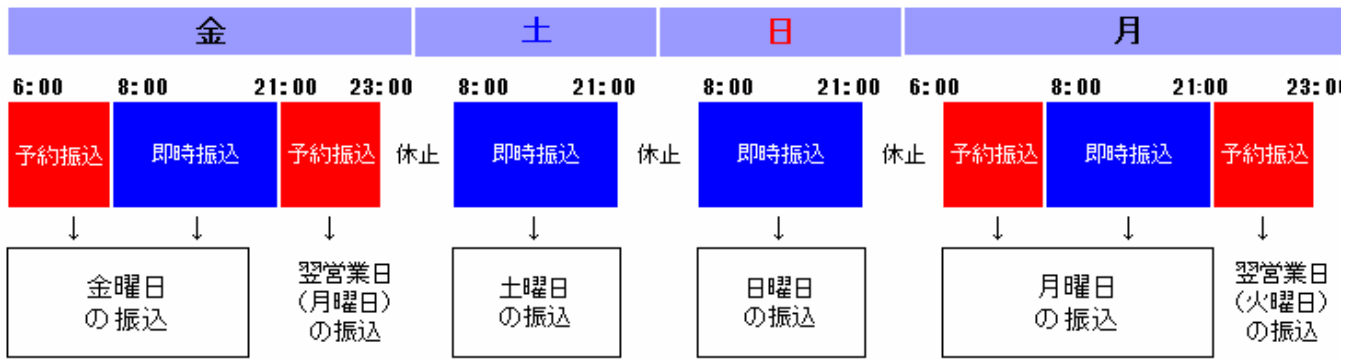 金 土 日 月
6:00 8:00 21:00 23:00 8:00 21:00 8:00 21:00 6:00 8:00 21:00 23:00
予約振込 即時振込 予約振込 休止 即時振込 休止 即時振込 休止 予約振込 即時振込 予約振込
↓ ↓ ↓ ↓ ↓ ↓ ↓ ↓
金曜日
の振込
翌営業日
(月曜日)
の振込
土曜日
の振込
日曜日
の振込
月曜日
の振込
翌営業日
(火曜日)
の振込